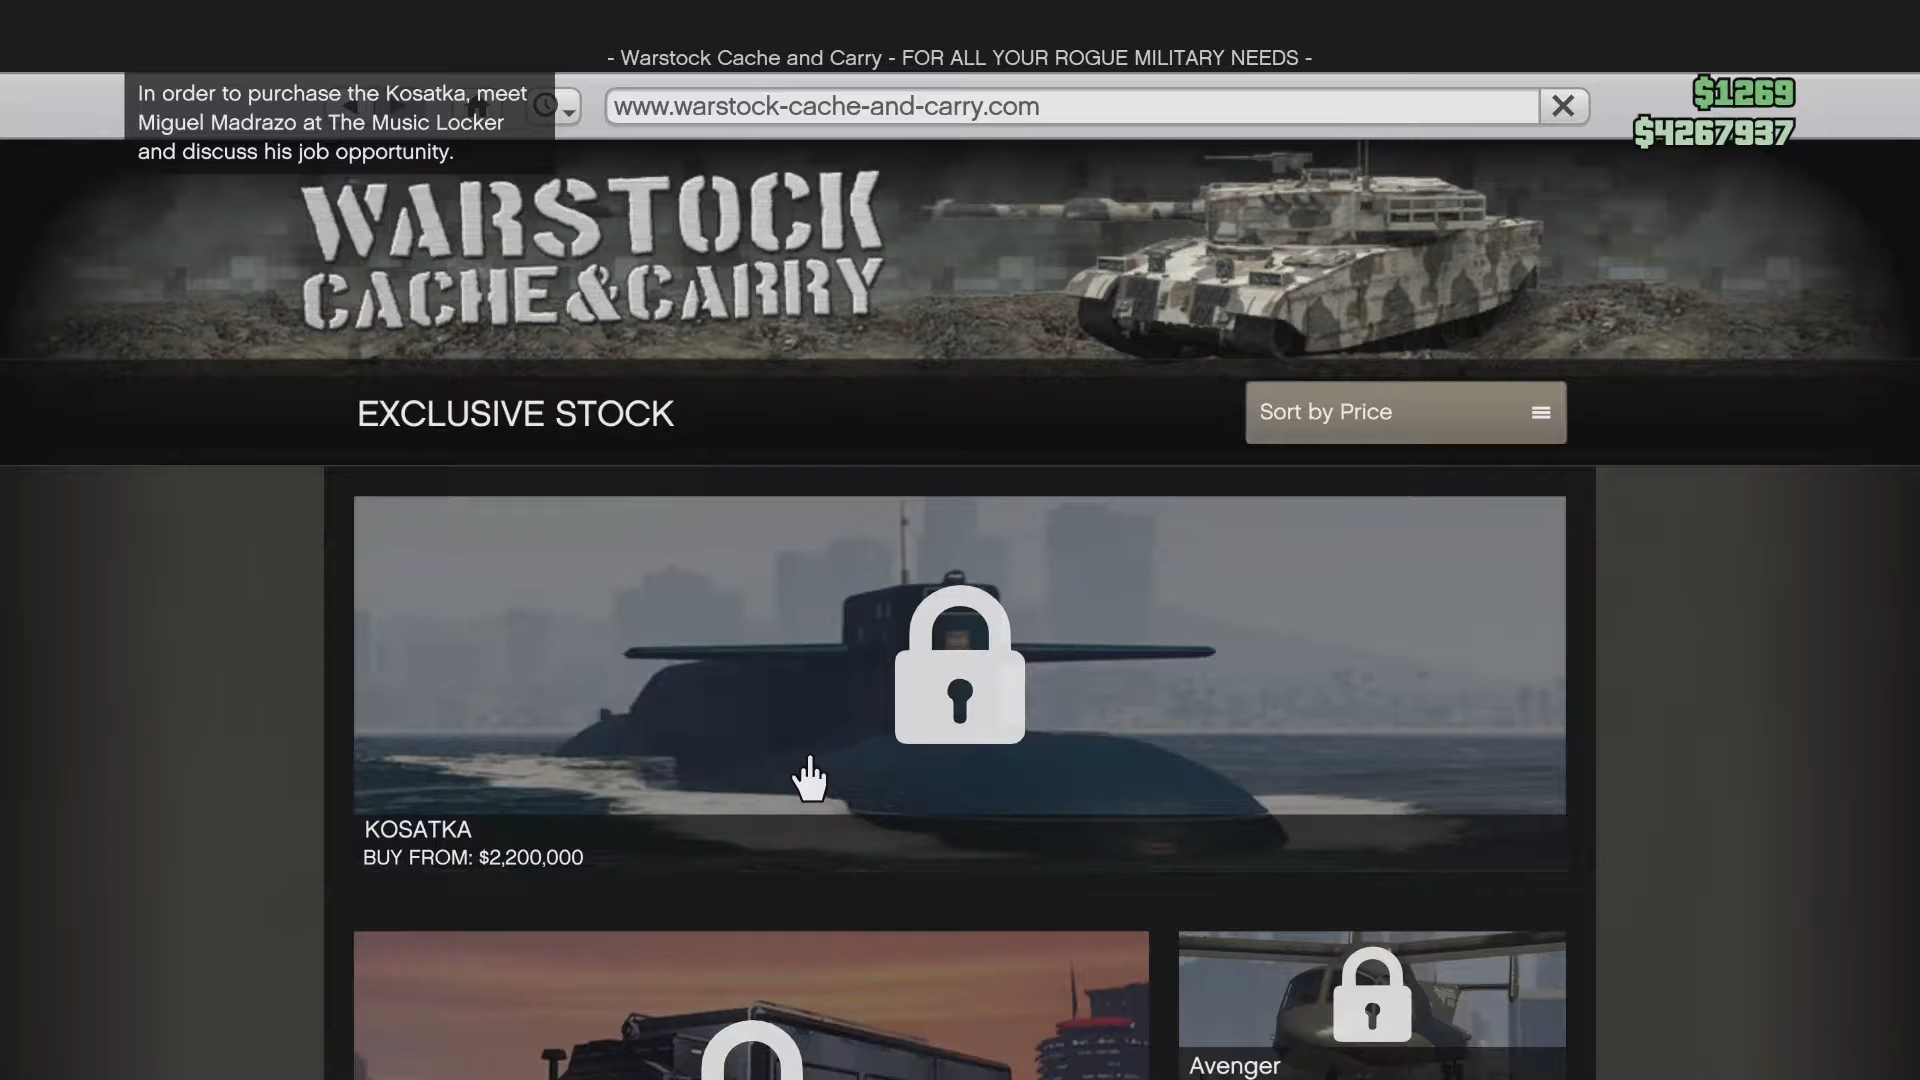 - Warstock Cache and Carry - FOR ALL YOUR ROGUE MILITARY NEEDS -
In order to purchase the Kosatka, meet
Miguel Madrazo at The Music Locker
and discuss his job opportunity.
www.warstock-cache-and-carry.com
$1269
$4267937
WARSTOCK
CACHE & CARRY
EXCLUSIVE STOCK
Sort by Price
KOSATKA
BUY FROM: $2,200,000
Avenger